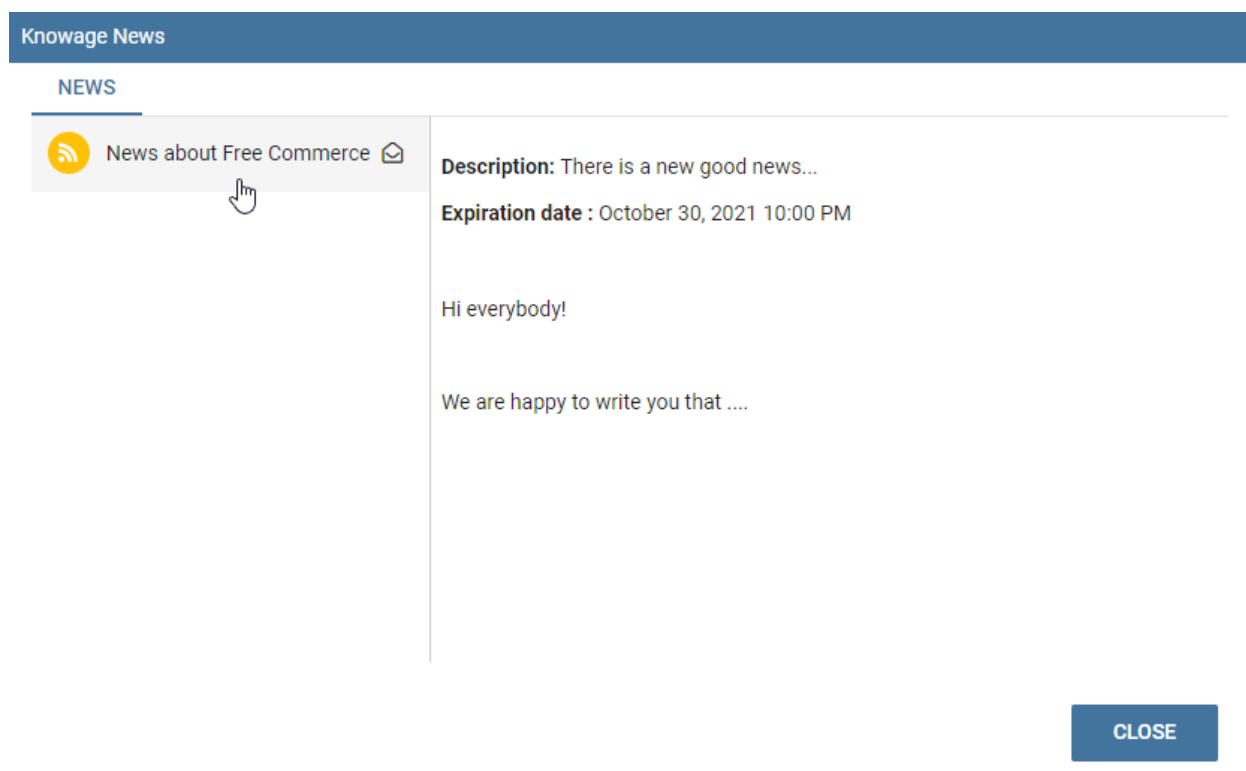 Knowage News
NEWS
News about Free Commerce
Description: There is a new good news...
Expiration date : October 30, 2021 10:00 PM
Hi everybody!
We are happy to write you that ....
CLOSE